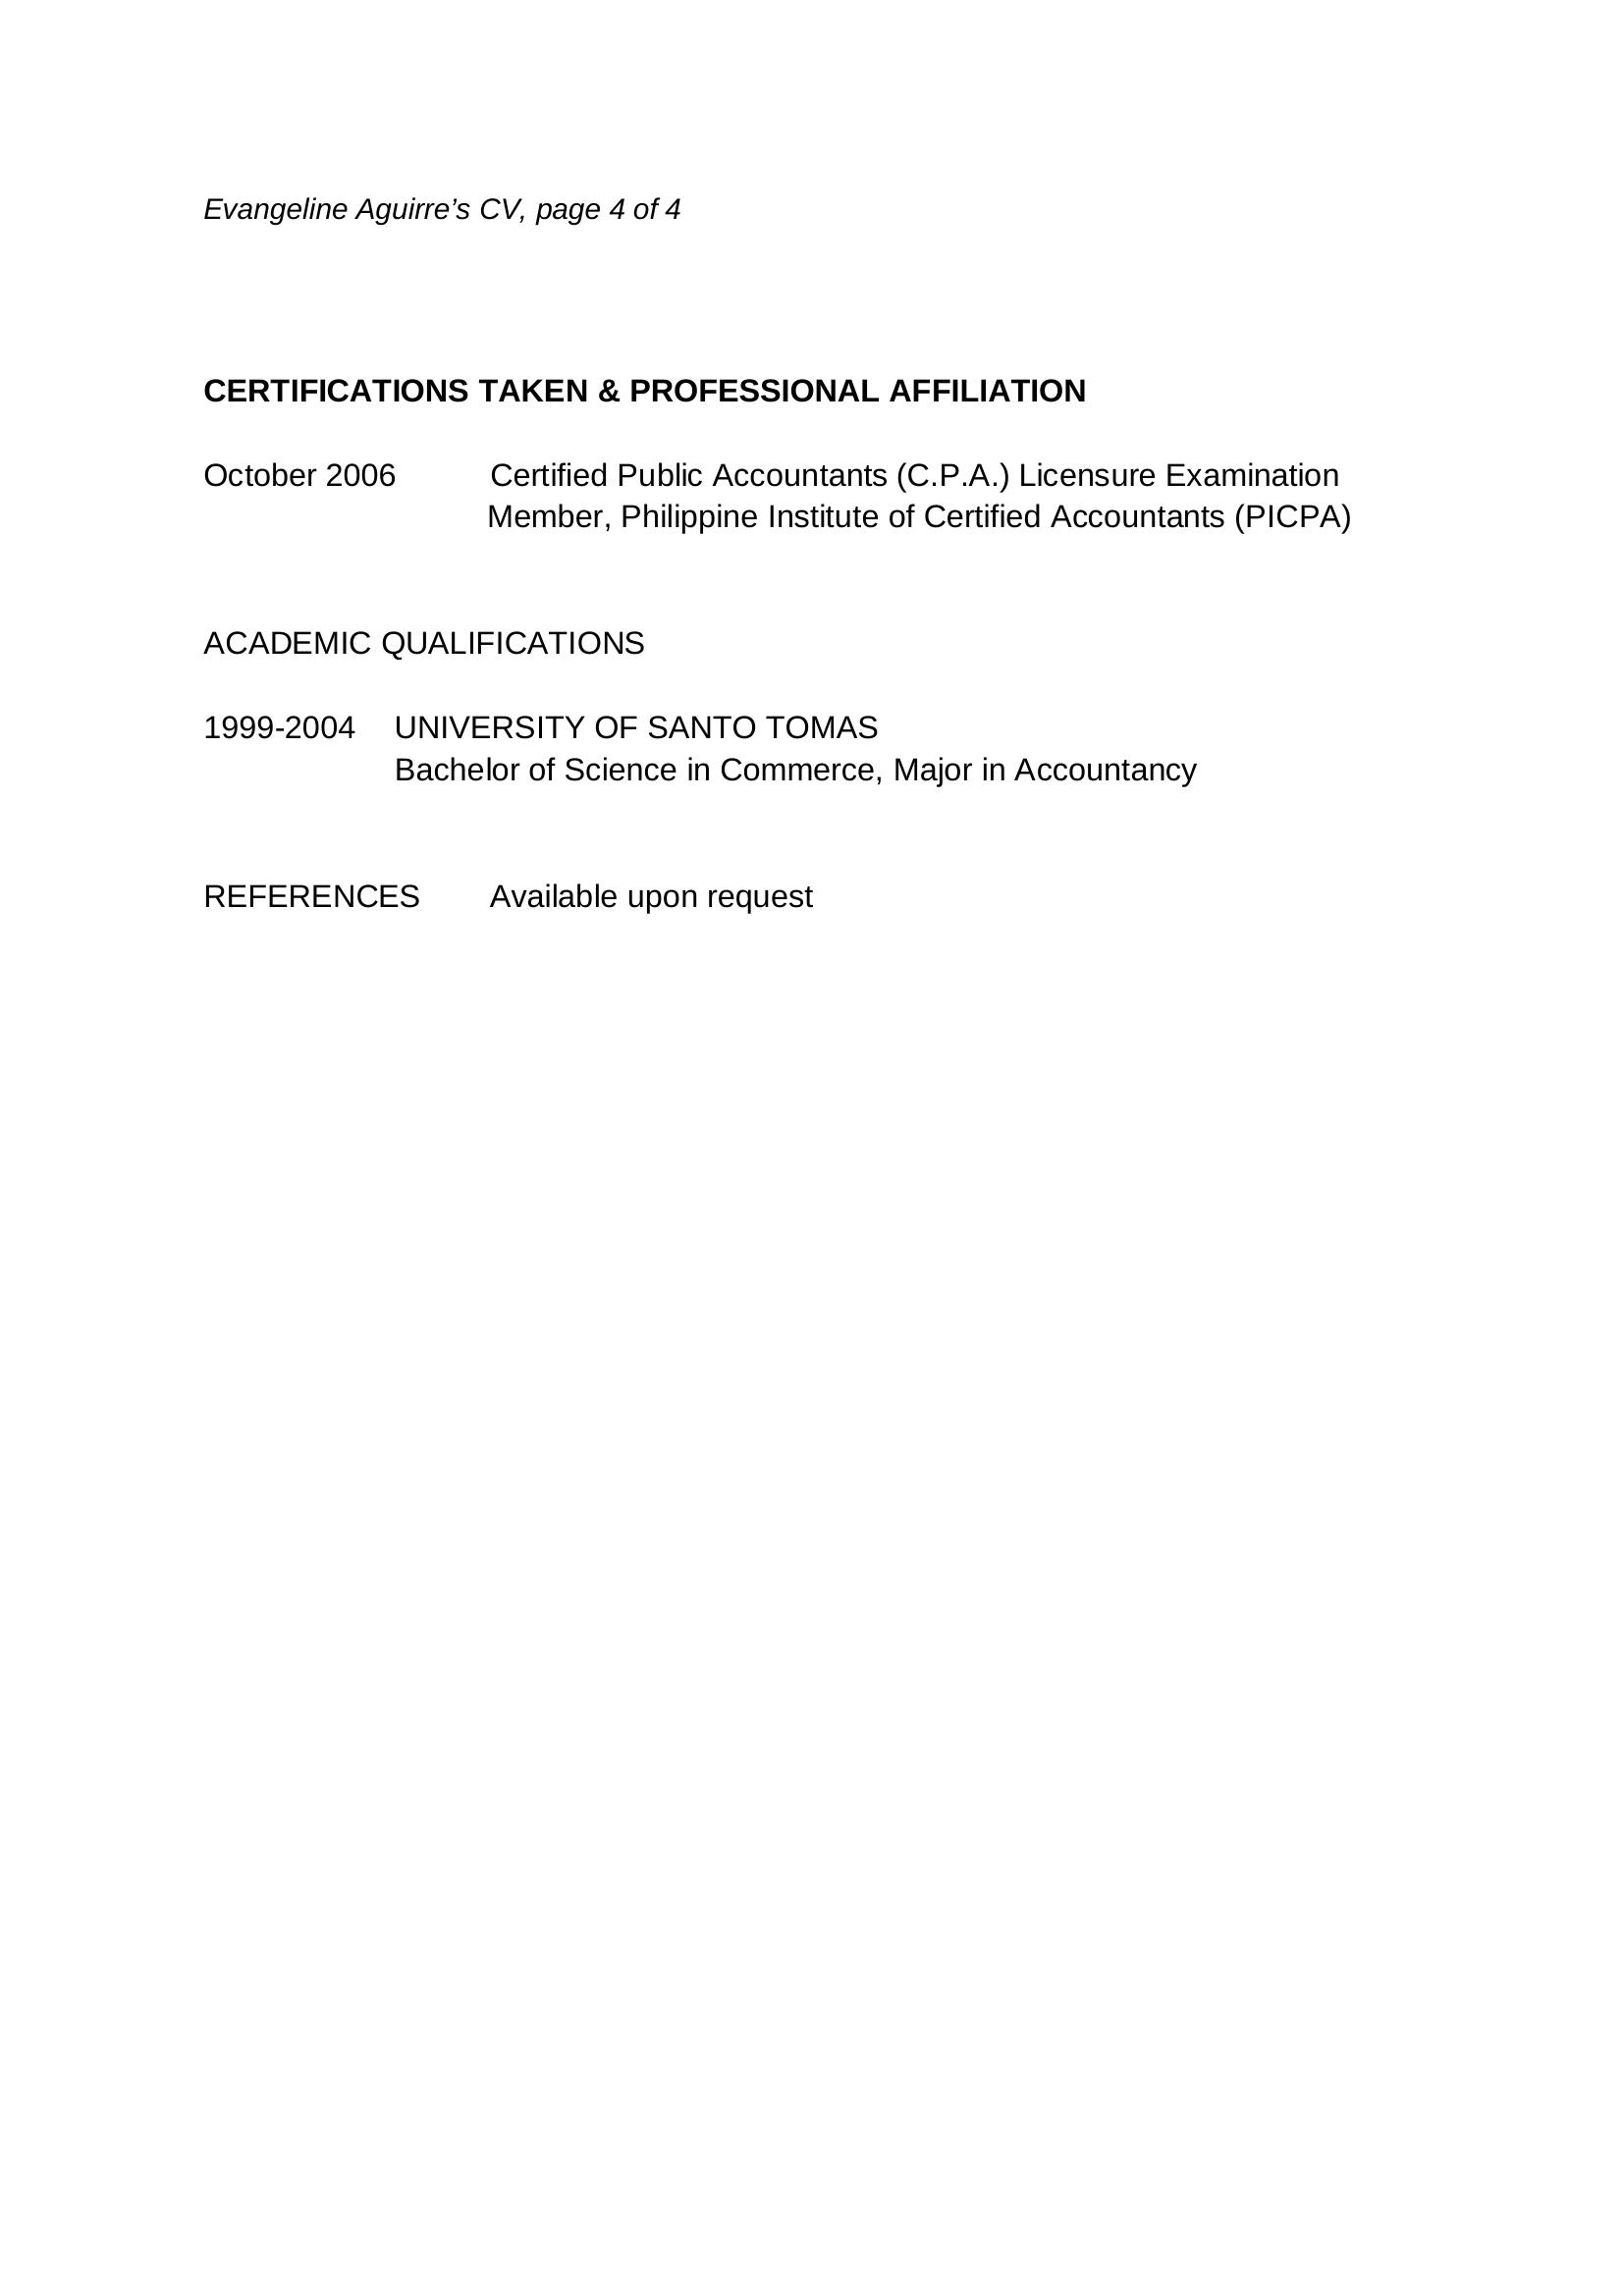 Evangeline Aguirre’s CV, page 4 of 4
CERTIFICATIONS TAKEN & PROFESSIONAL AFFILIATION
October 2006 Certified Public Accountants (C.P.A.) Licensure Examination
Member, Philippine Institute of Certified Accountants (PICPA)
ACADEMIC QUALIFICATIONS
1999-2004 UNIVERSITY OF SANTO TOMAS
Bachelor of Science in Commerce, Major in Accountancy
REFERENCES Available upon request